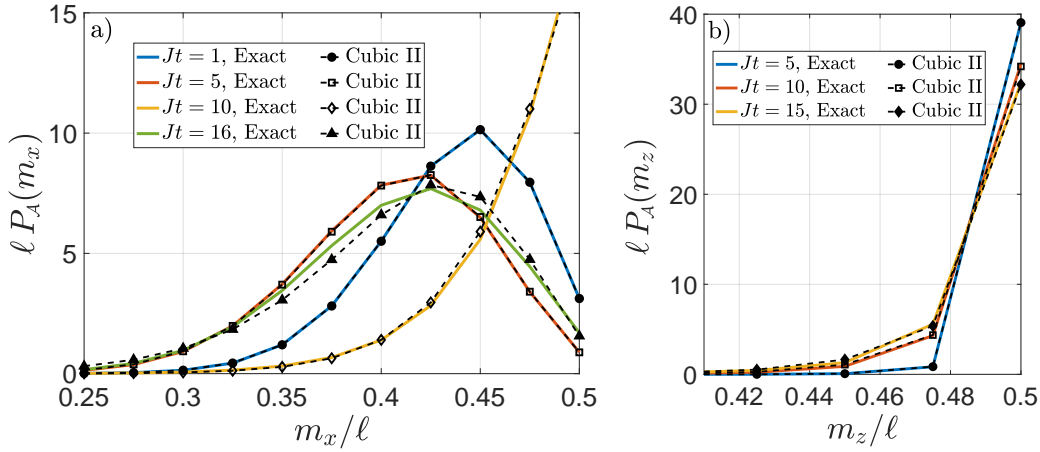 a)
Jt = 1, Exact Cubic II
Jt = 5, Exact Cubic II
Jt = 10, Exact Cubic II
Jt = 16, Exact Cubic II
15
10
5
0
0.25 0.3 0.35 0.4 0.45 0.5
m_x/ℓ
ℓ P_A(m_x)
b)
Jt = 5, Exact Cubic II
Jt = 10, Exact Cubic II
Jt = 15, Exact Cubic II
40
30
20
10
0
0.42 0.44 0.46 0.48 0.5
m_z/ℓ
ℓ P_A(m_z)